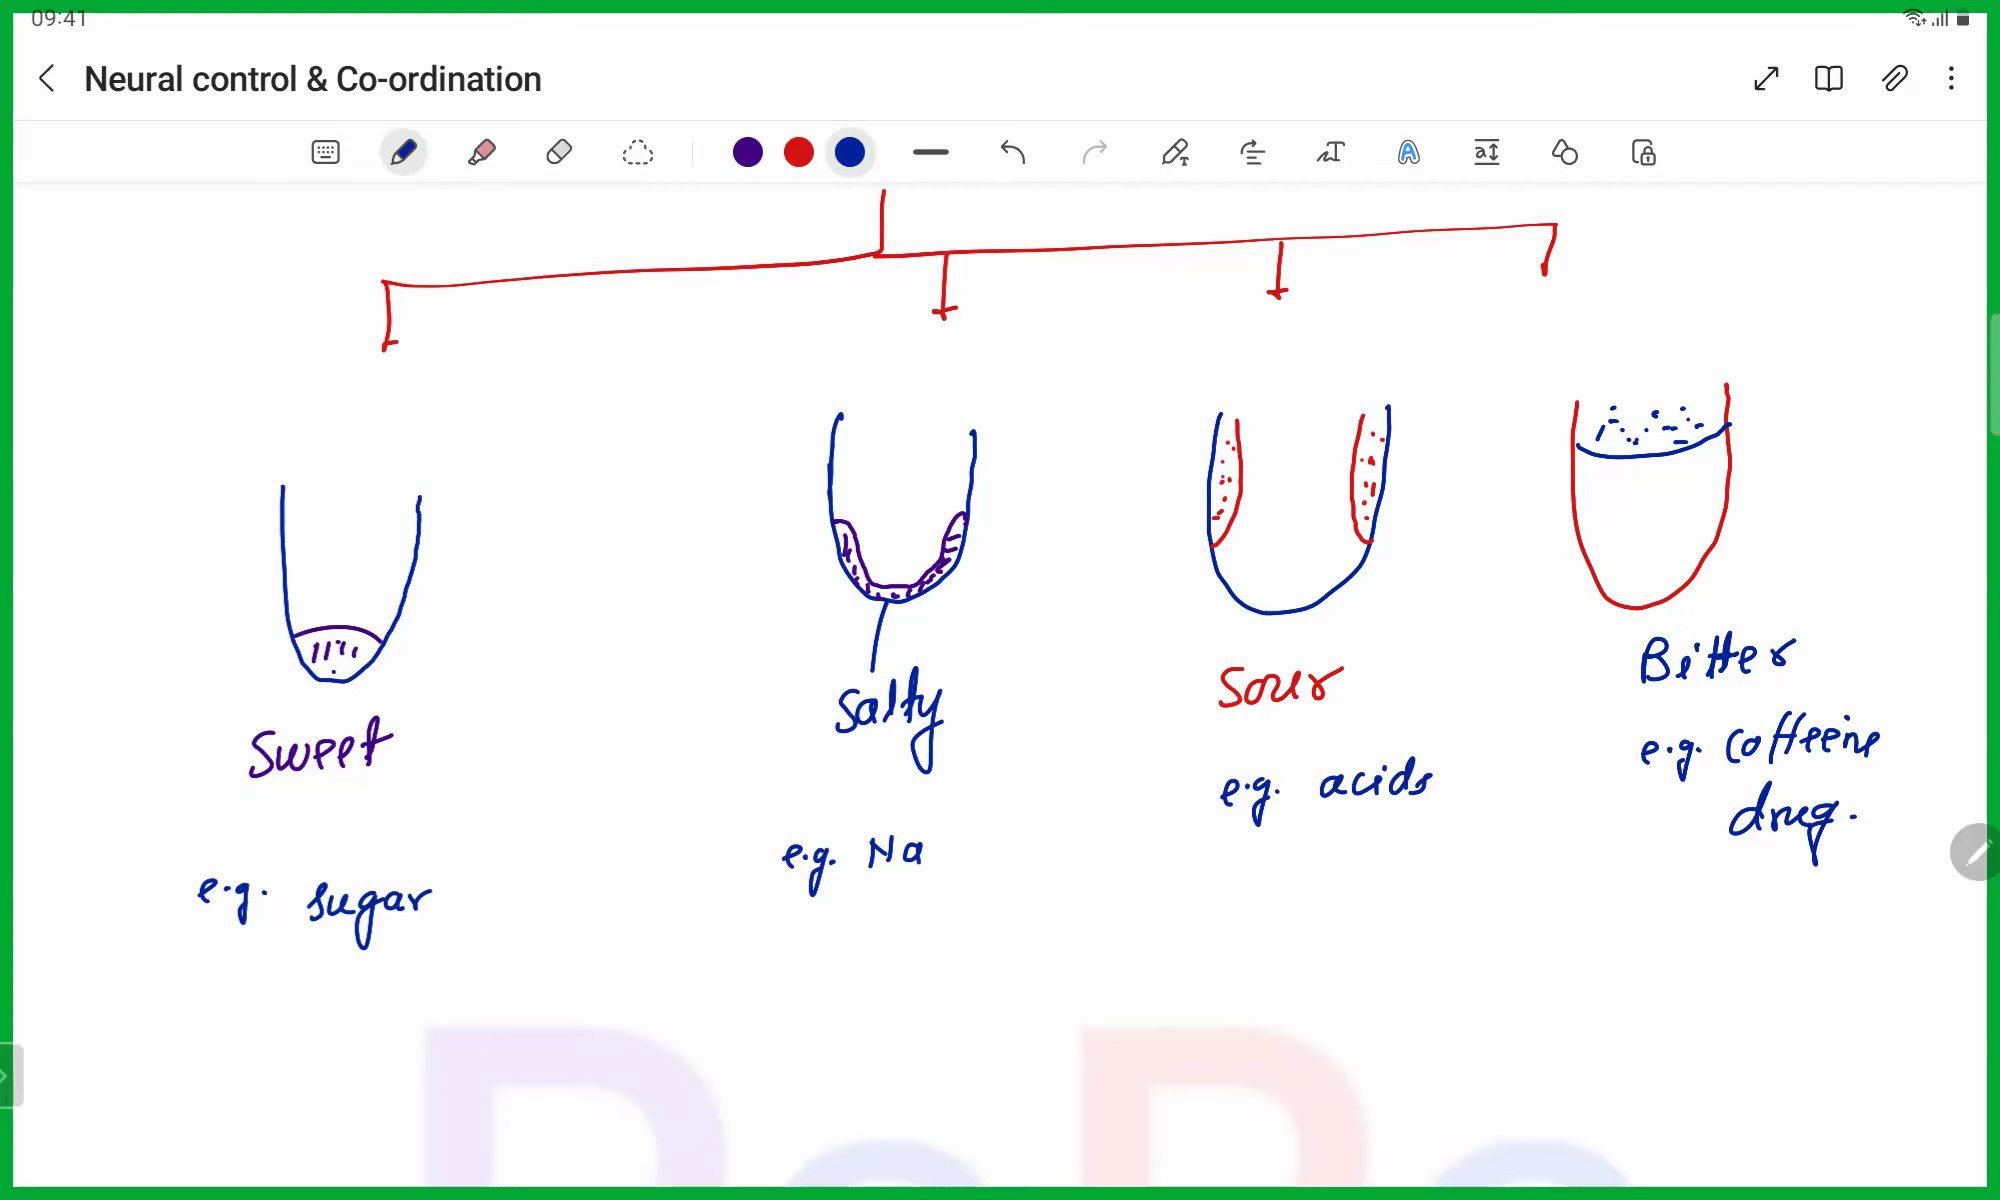 09:41
Neural control & Co-ordination
Sweet
e.g. sugar
Salty
e.g. Na
Sour
e.g. acids
Bitter
e.g. caffeine
drug.